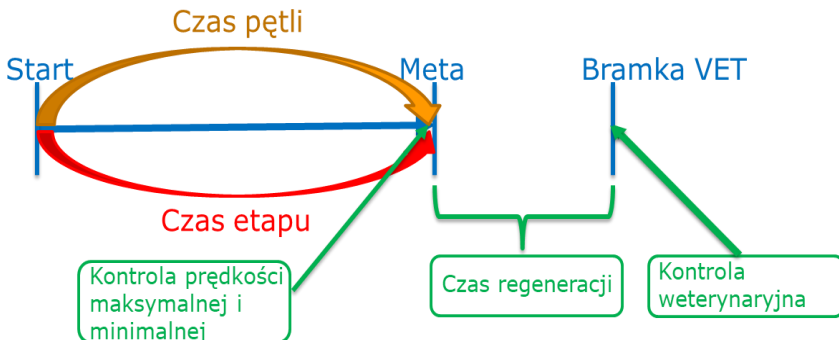 Czas pętli
Start
Meta
Bramka VET
Czas etapu
Kontrola prędkości
maksymalnej i
minimalnej
Czas regeneracji
Kontrola
weterynaryjna